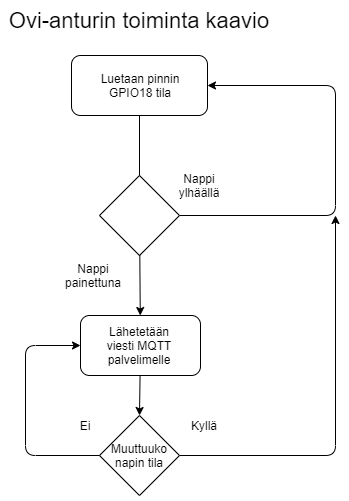 Ovi-anturin toiminta kaavio
Luetaan pinnin
GPIO18 tila
Nappi
ylhäällä
Nappi
painettuna
Lähetetään
viesti MQTT
palvelimelle
Ei
Kyllä
Muuttuuko
napin tila